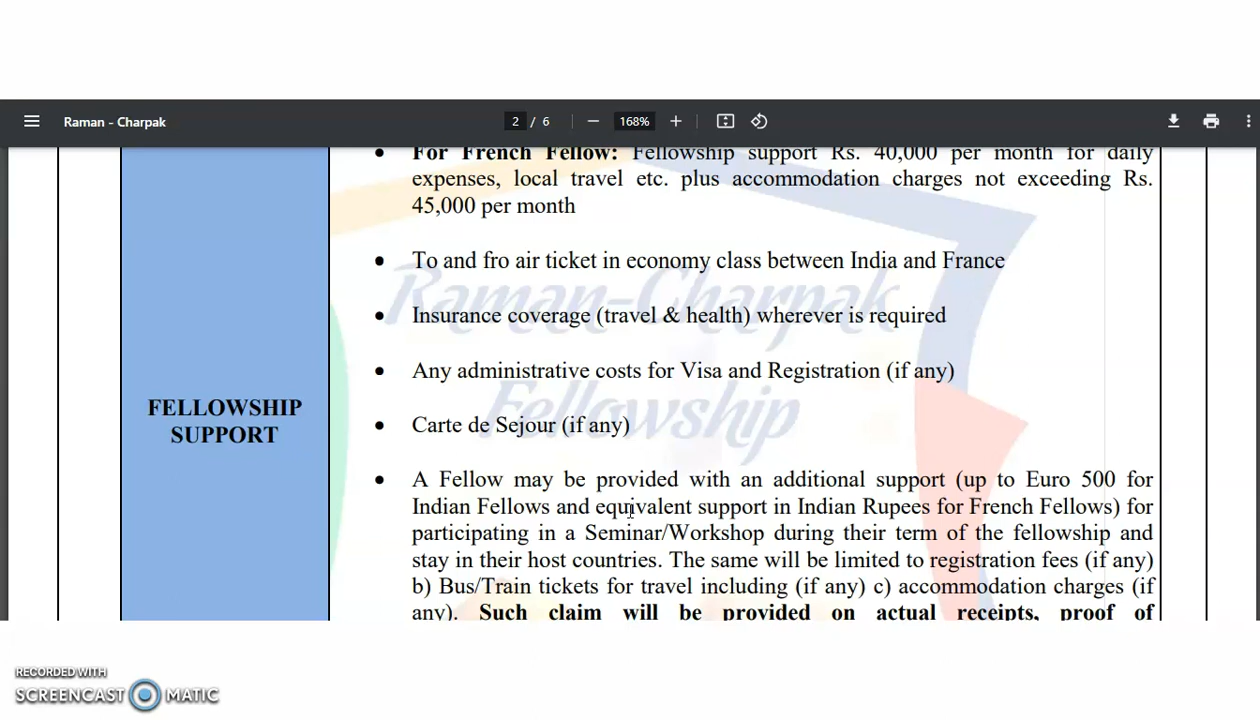 Raman – Charpak
2 / 6
168%
• For French Fellow: Fellowship support Rs. 40,000 per month for daily
expenses, local travel etc. plus accommodation charges not exceeding Rs.
45,000 per month
• To and fro air ticket in economy class between India and France
• Insurance coverage (travel & health) wherever is required
• Any administrative costs for Visa and Registration (if any)
FELLOWSHIP
SUPPORT
• Carte de Sejour (if any)
• A Fellow may be provided with an additional support (up to Euro 500 for
Indian Fellows and equivalent support in Indian Rupees for French Fellows) for
participating in a Seminar/Workshop during their term of the fellowship and
stay in their host countries. The same will be limited to registration fees (if any)
b) Bus/Train tickets for travel including (if any) c) accommodation charges (if
any). Such claim will be provided on actual receipts, proof of
Raman-Charpak
Fellowship
RECORDED WITH
SCREENCAST MATIC